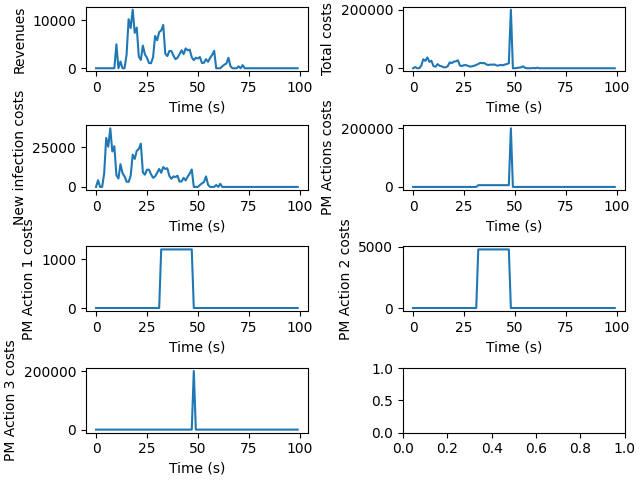 Revenues
10000
0
0 25 50 75 100
Time (s)
Total costs
200000
0
0 25 50 75 100
Time (s)
New infection costs
25000
0
0 25 50 75 100
Time (s)
PM Actions costs
200000
0
0 25 50 75 100
Time (s)
PM Action 1 costs
1000
0
0 25 50 75 100
Time (s)
PM Action 2 costs
5000
0
0 25 50 75 100
Time (s)
PM Action 3 costs
200000
0
0 25 50 75 100
Time (s)
1.0
0.5
0.0
0.0 0.2 0.4 0.6 0.8 1.0